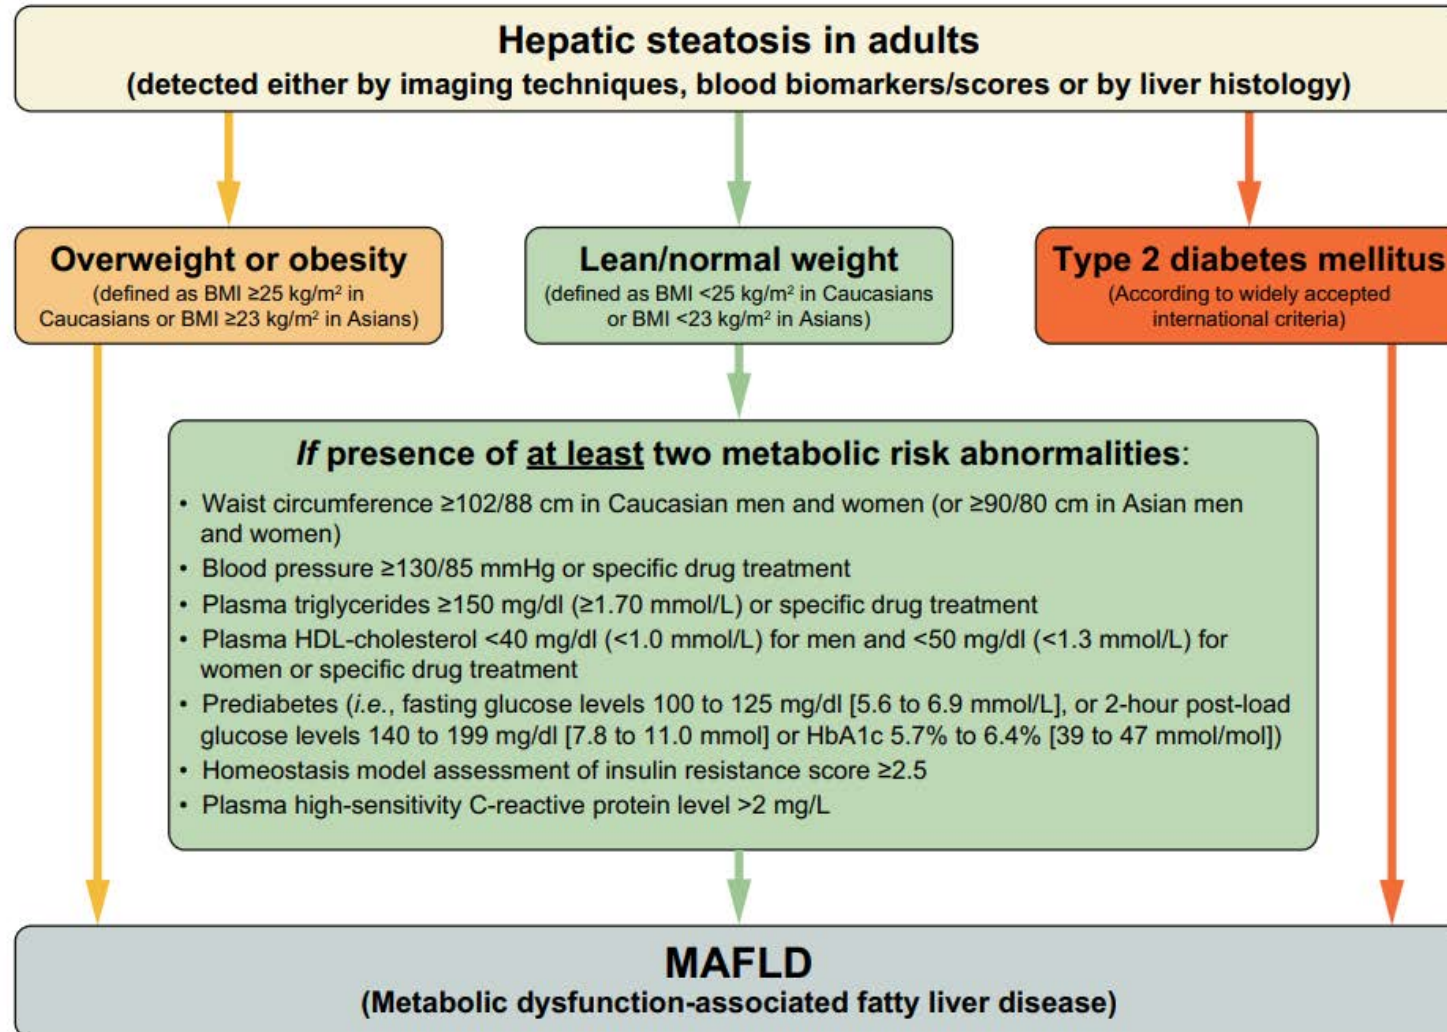 Hepatic steatosis in adults
(detected either by imaging techniques, blood biomarkers/scores or by liver histology)
Overweight or obesity
(defined as BMI ≥25 kg/m² in
Caucasians or BMI ≥23 kg/m² in Asians)
Lean/normal weight
(defined as BMI <25 kg/m² in Caucasians
or BMI <23 kg/m² in Asians)
Type 2 diabetes mellitus
(According to widely accepted
international criteria)
If presence of at least two metabolic risk abnormalities:
• Waist circumference ≥102/88 cm in Caucasian men and women (or ≥90/80 cm in Asian men
and women)
• Blood pressure ≥130/85 mmHg or specific drug treatment
• Plasma triglycerides ≥150 mg/dl (≥1.70 mmol/L) or specific drug treatment
• Plasma HDL-cholesterol <40 mg/dl (<1.0 mmol/L) for men and <50 mg/dl (<1.3 mmol/L) for
women or specific drug treatment
• Prediabetes (i.e., fasting glucose levels 100 to 125 mg/dl [5.6 to 6.9 mmol/L], or 2-hour post-load
glucose levels 140 to 199 mg/dl [7.8 to 11.0 mmol] or HbA1c 5.7% to 6.4% [39 to 47 mmol/mol])
• Homeostasis model assessment of insulin resistance score ≥2.5
• Plasma high-sensitivity C-reactive protein level >2 mg/L
MAFLD
(Metabolic dysfunction-associated fatty liver disease)